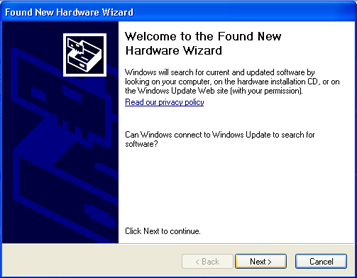 Found New Hardware Wizard
Welcome to the Found New
Hardware Wizard
Windows will search for current and updated software by
looking on your computer, on the hardware installation CD, or on
the Windows Update Web site (with your permission).
Read our privacy policy
Can Windows connect to Windows Update to search for
software?
Click Next to continue.
< Back
Next >
Cancel